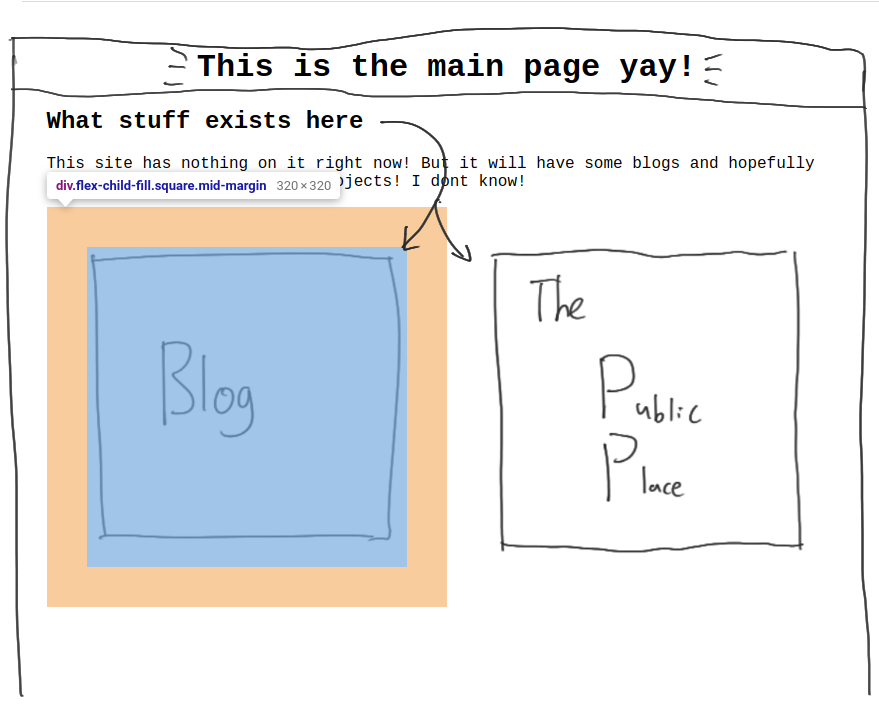 This is the main page yay!
What stuff exists here
This site has nothing on it right now! But it will have some blogs and hopefully
div.flex-child-fill.square.mid-margin 320×320
I dont know!
Blog
The
Public
Place